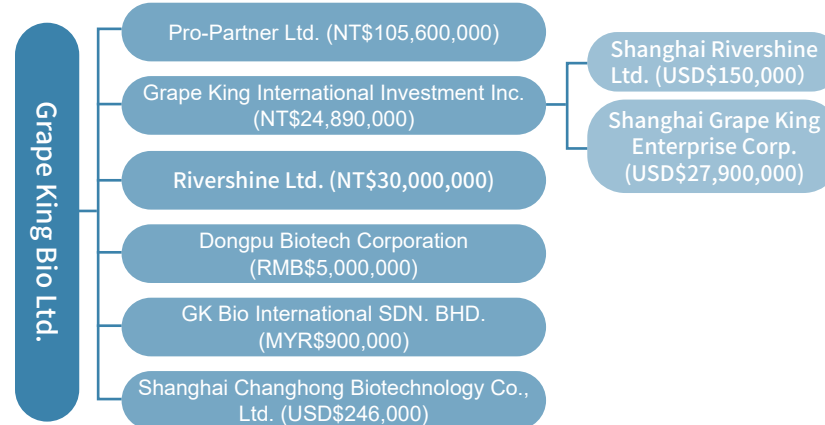 Grape King Bio Ltd.
Pro-Partner Ltd. (NT$105,600,000)
Grape King International Investment Inc.
(NT$24,890,000)
Rivershine Ltd. (NT$30,000,000)
Dongpu Biotech Corporation
(RMB$5,000,000)
GK Bio International SDN. BHD.
(MYR$900,000)
Shanghai Changhong Biotechnology Co.,
Ltd. (USD$246,000)
Shanghai Rivershine
Ltd. (USD$150,000)
Shanghai Grape King
Enterprise Corp.
(USD$27,900,000)